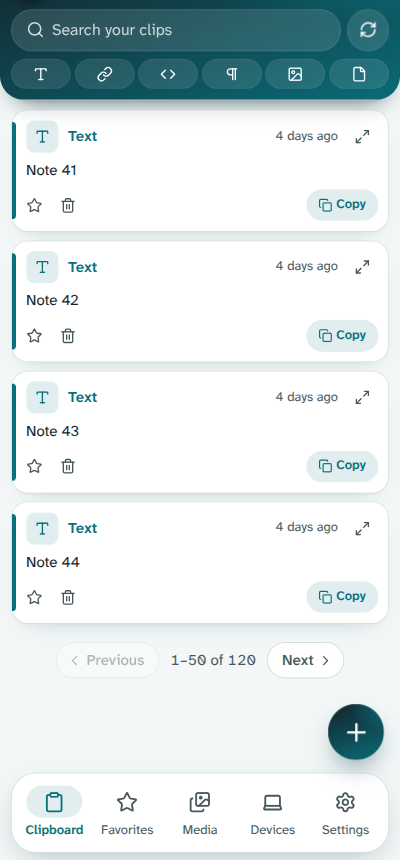 Search your clips
Text 4 days ago
Note 41
Copy
Text 4 days ago
Note 42
Copy
Text 4 days ago
Note 43
Copy
Text 4 days ago
Note 44
Copy
Previous 1–50 of 120 Next
Clipboard Favorites Media Devices Settings